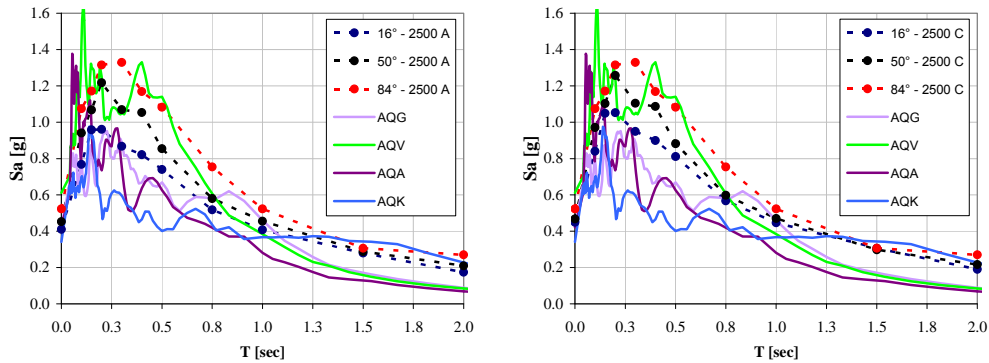 1.6
1.4
1.2
1.0
0.8
0.6
0.4
0.2
0.0
Sa [g]
0.0 0.3 0.5 0.8 1.0 1.3 1.5 1.8 2.0
T [sec]
16° - 2500 A
50° - 2500 A
84° - 2500 A
AQG
AQV
AQA
AQK
1.6
1.4
1.2
1.0
0.8
0.6
0.4
0.2
0.0
Sa [g]
0.0 0.3 0.5 0.8 1.0 1.3 1.5 1.8 2.0
T [sec]
16° - 2500 C
50° - 2500 C
84° - 2500 C
AQG
AQV
AQA
AQK